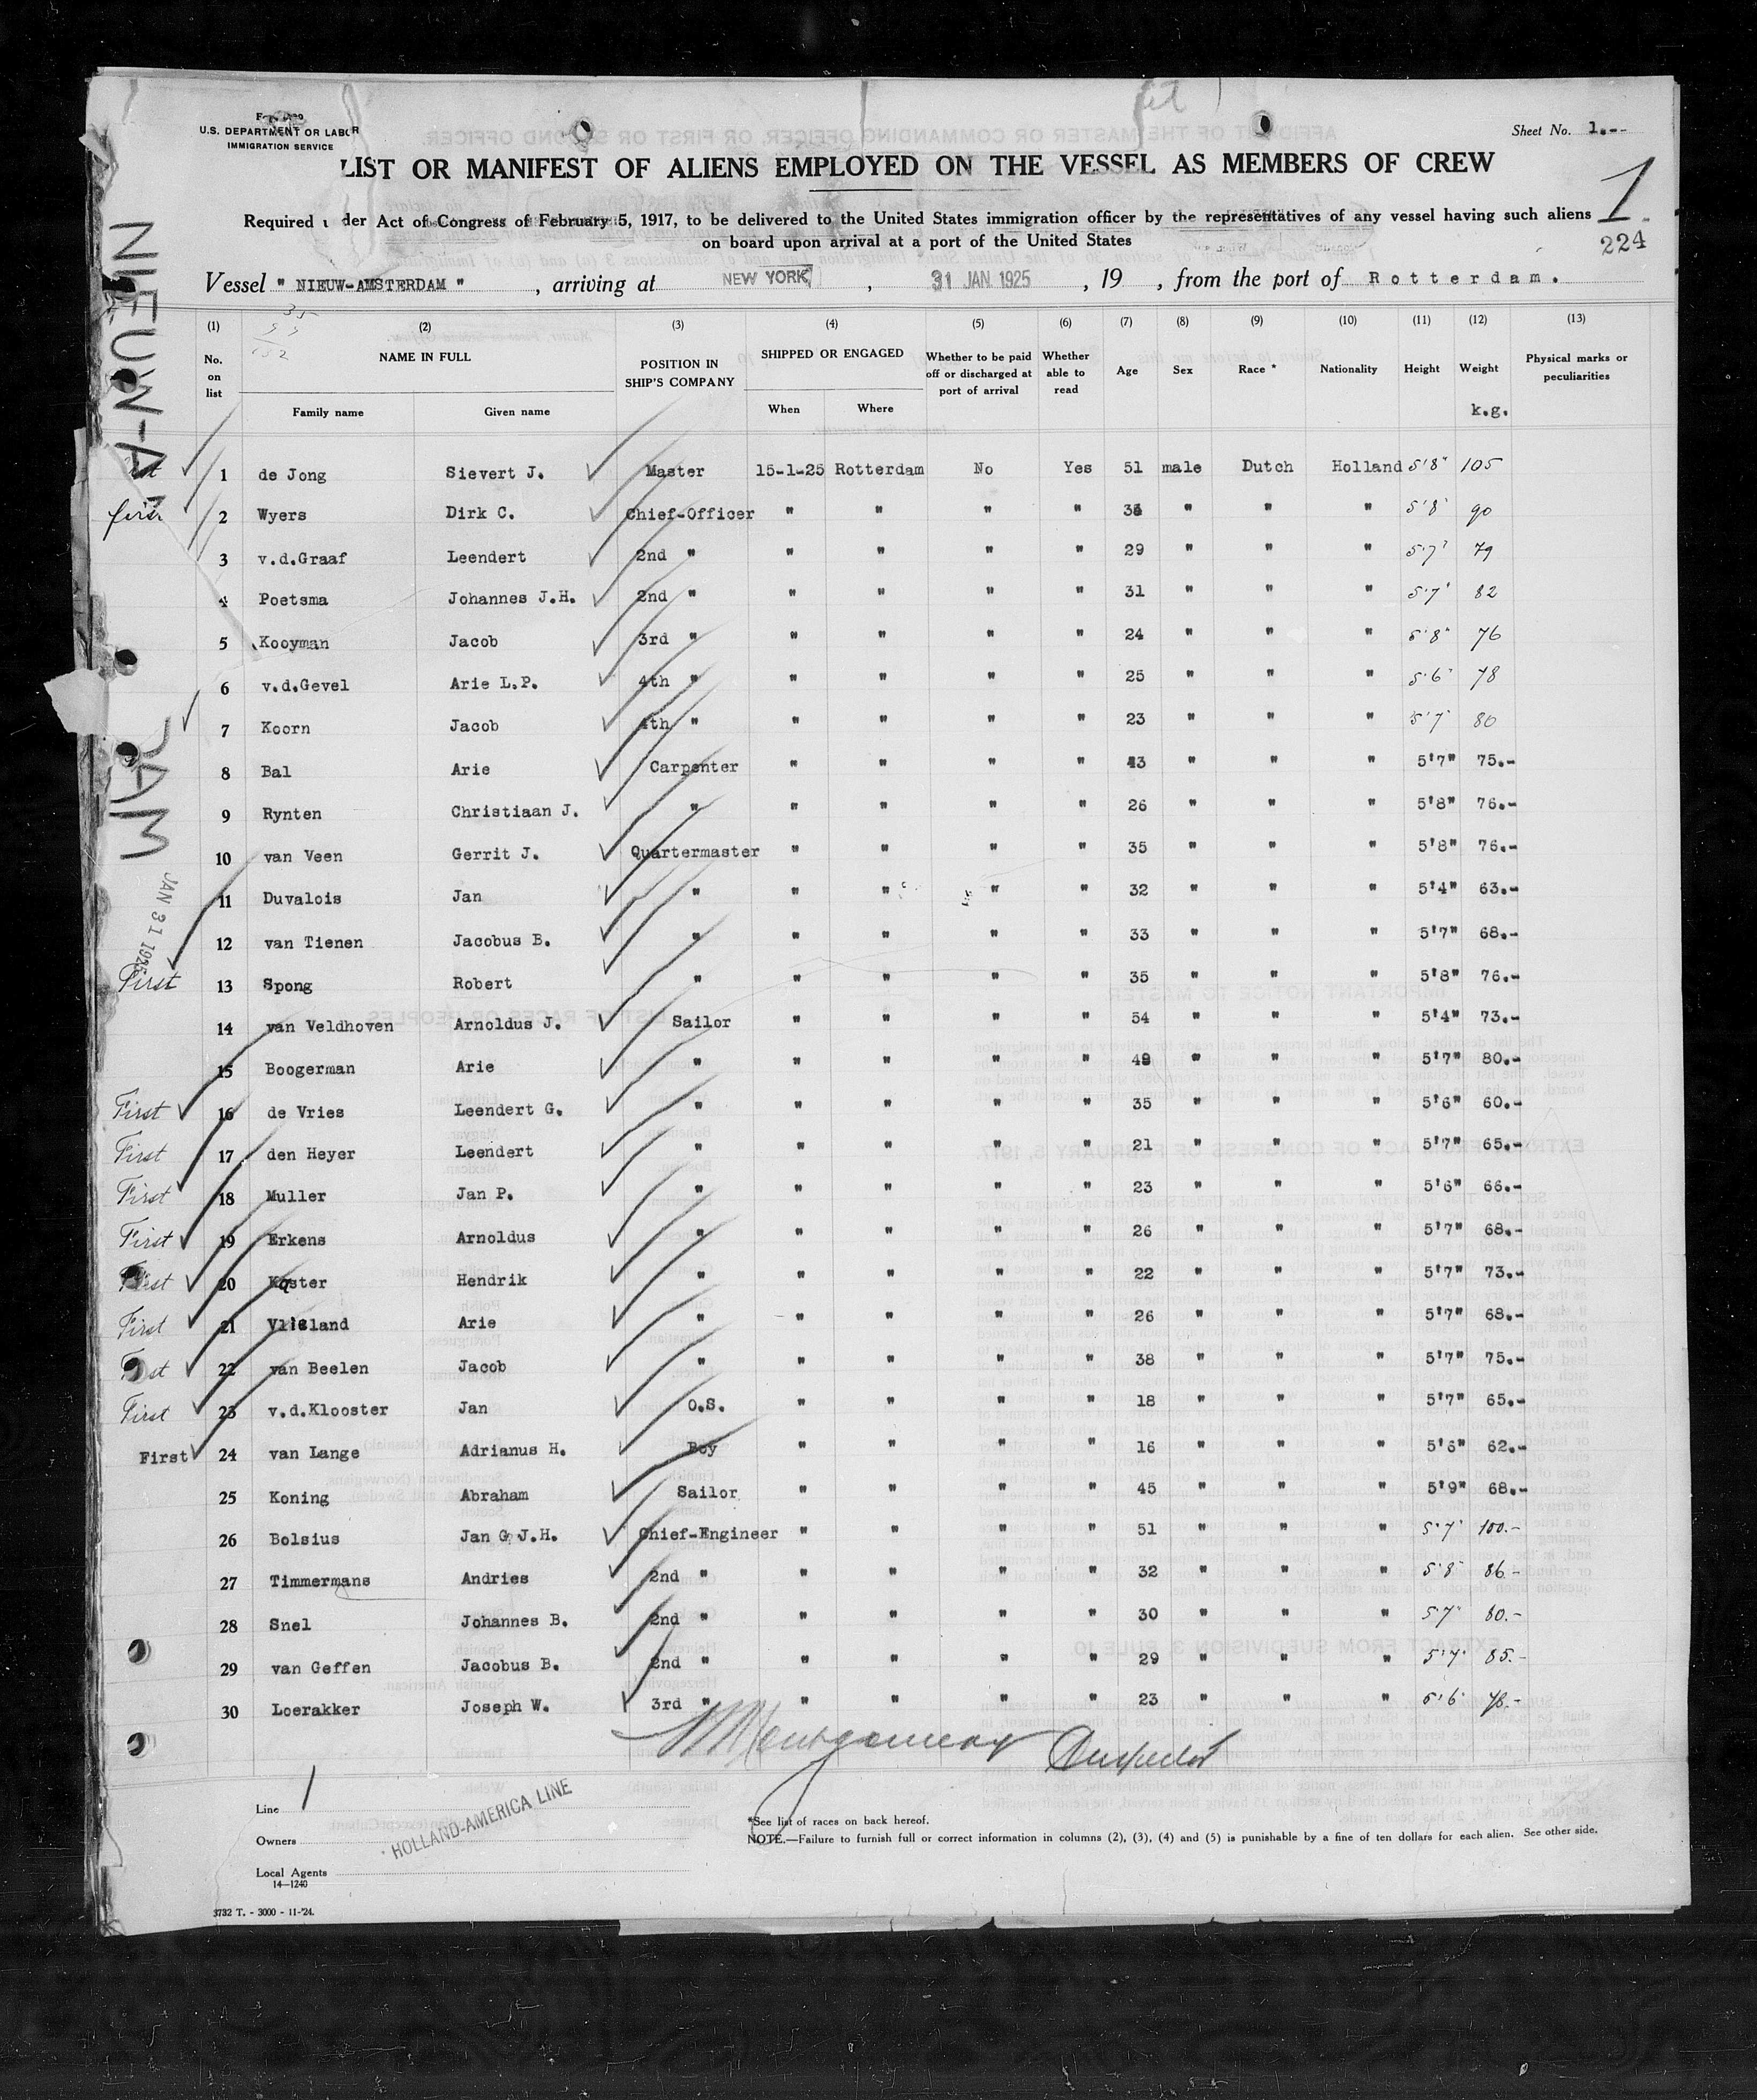 U.S. DEPARTMENT OR LABOR
IMMIGRATION SERVICE
Sheet No. 1.--
LIST OR MANIFEST OF ALIENS EMPLOYED ON THE VESSEL AS MEMBERS OF CREW
1
Required under Act of Congress of February 5, 1917, to be delivered to the United States immigration officer by the representatives of any vessel having such aliens
on board upon arrival at a port of the United States
224
Vessel " NIEUW-AMSTERDAM " , arriving at NEW YORK , 31 JAN 1925 , 19 , from the port of Rotterdam.
(1) (2) (3) (4) (5) (6) (7) (8) (9) (10) (11) (12) (13)
No. on list NAME IN FULL Family name Given name POSITION IN SHIP'S COMPANY SHIPPED OR ENGAGED When Where Whether to be paid off or discharged at port of arrival Whether able to read Age Sex Race * Nationality Height Weight k.g. Physical marks or peculiarities
1 de Jong Sievert J. Master 15-1-25 Rotterdam No Yes 51 male Dutch Holland 5'8" 105
first 2 Wyers Dirk C. Chief-Officer " " " " " " " 5'8" 90
3 v.d.Graaf Leendert 2nd " " " " " 29 " " " 5'7" 79
4 Poetsma Johannes J.H. 2nd " " " " " 31 " " " 5'7" 82
5 Kooyman Jacob 3rd " " " " " 24 " " " 5'8" 76
6 v.d.Gevel Arie L.P. 4th " " " " " 25 " " " 5'6" 78
7 Koorn Jacob 4th " " " " " 23 " " " 5'7" 80
8 Bal Arie Carpenter " " " " 43 " " " 5'7" 75.-
9 Rynten Christiaan J. " " " " " 26 " " " 5'8" 76.-
10 van Veen Gerrit J. Quartermaster " " " " 35 " " " 5'8" 76.-
11 Duvalois Jan " " " " " 32 " " " 5'4" 63.-
12 van Tienen Jacobus B. " " " " " 33 " " " 5'7" 68.-
First 13 Spong Robert " " " " " 35 " " " 5'8" 76.-
14 van Veldhoven Arnoldus J. Sailor " " " " 54 " " " 5'4" 73.-
15 Boogerman Arie " " " " " 49 " " " 5'7" 80.-
First 16 de Vries Leendert G. " " " " " 35 " " " 5'6" 60.-
First 17 den Heyer Leendert " " " " " 21 " " " 5'7" 65.-
First 18 Muller Jan P. " " " " " 23 " " " 5'6" 66.-
First 19 Erkens Arnoldus " " " " " 26 " " " 5'7" 68.-
First 20 Koster Hendrik " " " " " 22 " " " 5'7" 73.-
First 21 Vlieland Arie " " " " " 26 " " " 5'7" 68.-
First 22 van Beelen Jacob " " " " " 38 " " " 5'7" 75.-
First 23 v.d.Klooster Jan O.S. " " " " 18 " " " 5'7" 65.-
First 24 van Lange Adrianus H. Boy " " " " 16 " " " 5'6" 62.-
25 Koning Abraham Sailor " " " " 45 " " " 5'9" 68.-
26 Bolsius Jan G.J.H. Chief-Engineer " " " " 51 " " " 5'7" 100.-
27 Timmermans Andries 2nd " " " " " 32 " " " 5'8" 86.-
28 Snel Johannes B. 2nd " " " " " 30 " " " 5'7" 80.-
29 van Geffen Jacobus B. 2nd " " " " " 29 " " " 5'7" 85.-
30 Loerakker Joseph W. 3rd " " " " " 23 " " " 5'6"
Montgomery Inspector
Line 1
Owners
HOLLAND-AMERICA LINE
Local Agents
14—1240
*See list of races on back hereof.
NOTE.—Failure to furnish full or correct information in columns (2), (3), (4) and (5) is punishable by a fine of ten dollars for each alien. See other side.
3732 T. - 3000 - 11-'24.
NIEUW-A
DAM
JAN 31 1925